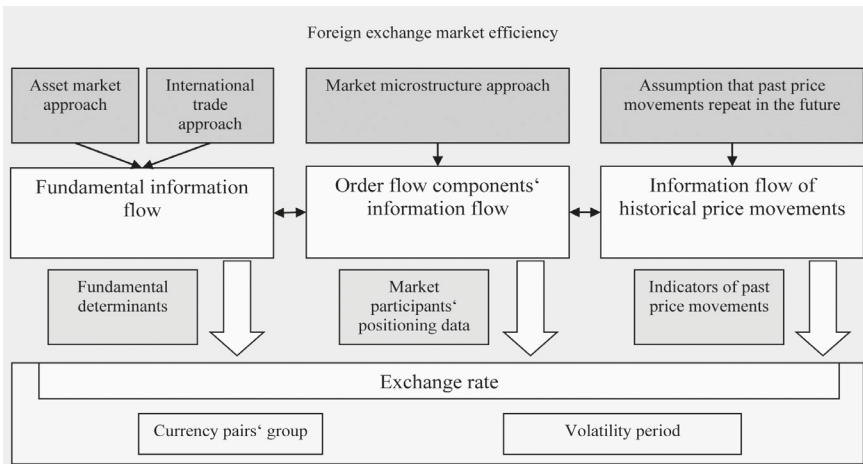 Foreign exchange market efficiency
Asset market
approach
International
trade
approach
Market microstructure approach
Assumption that past price
movements repeat in the future
Fundamental information
flow
Order flow components‘
information flow
Information flow of
historical price movements
Fundamental
determinants
Market
participants‘
positioning data
Indicators of past
price movements
Exchange rate
Currency pairs‘ group
Volatility period